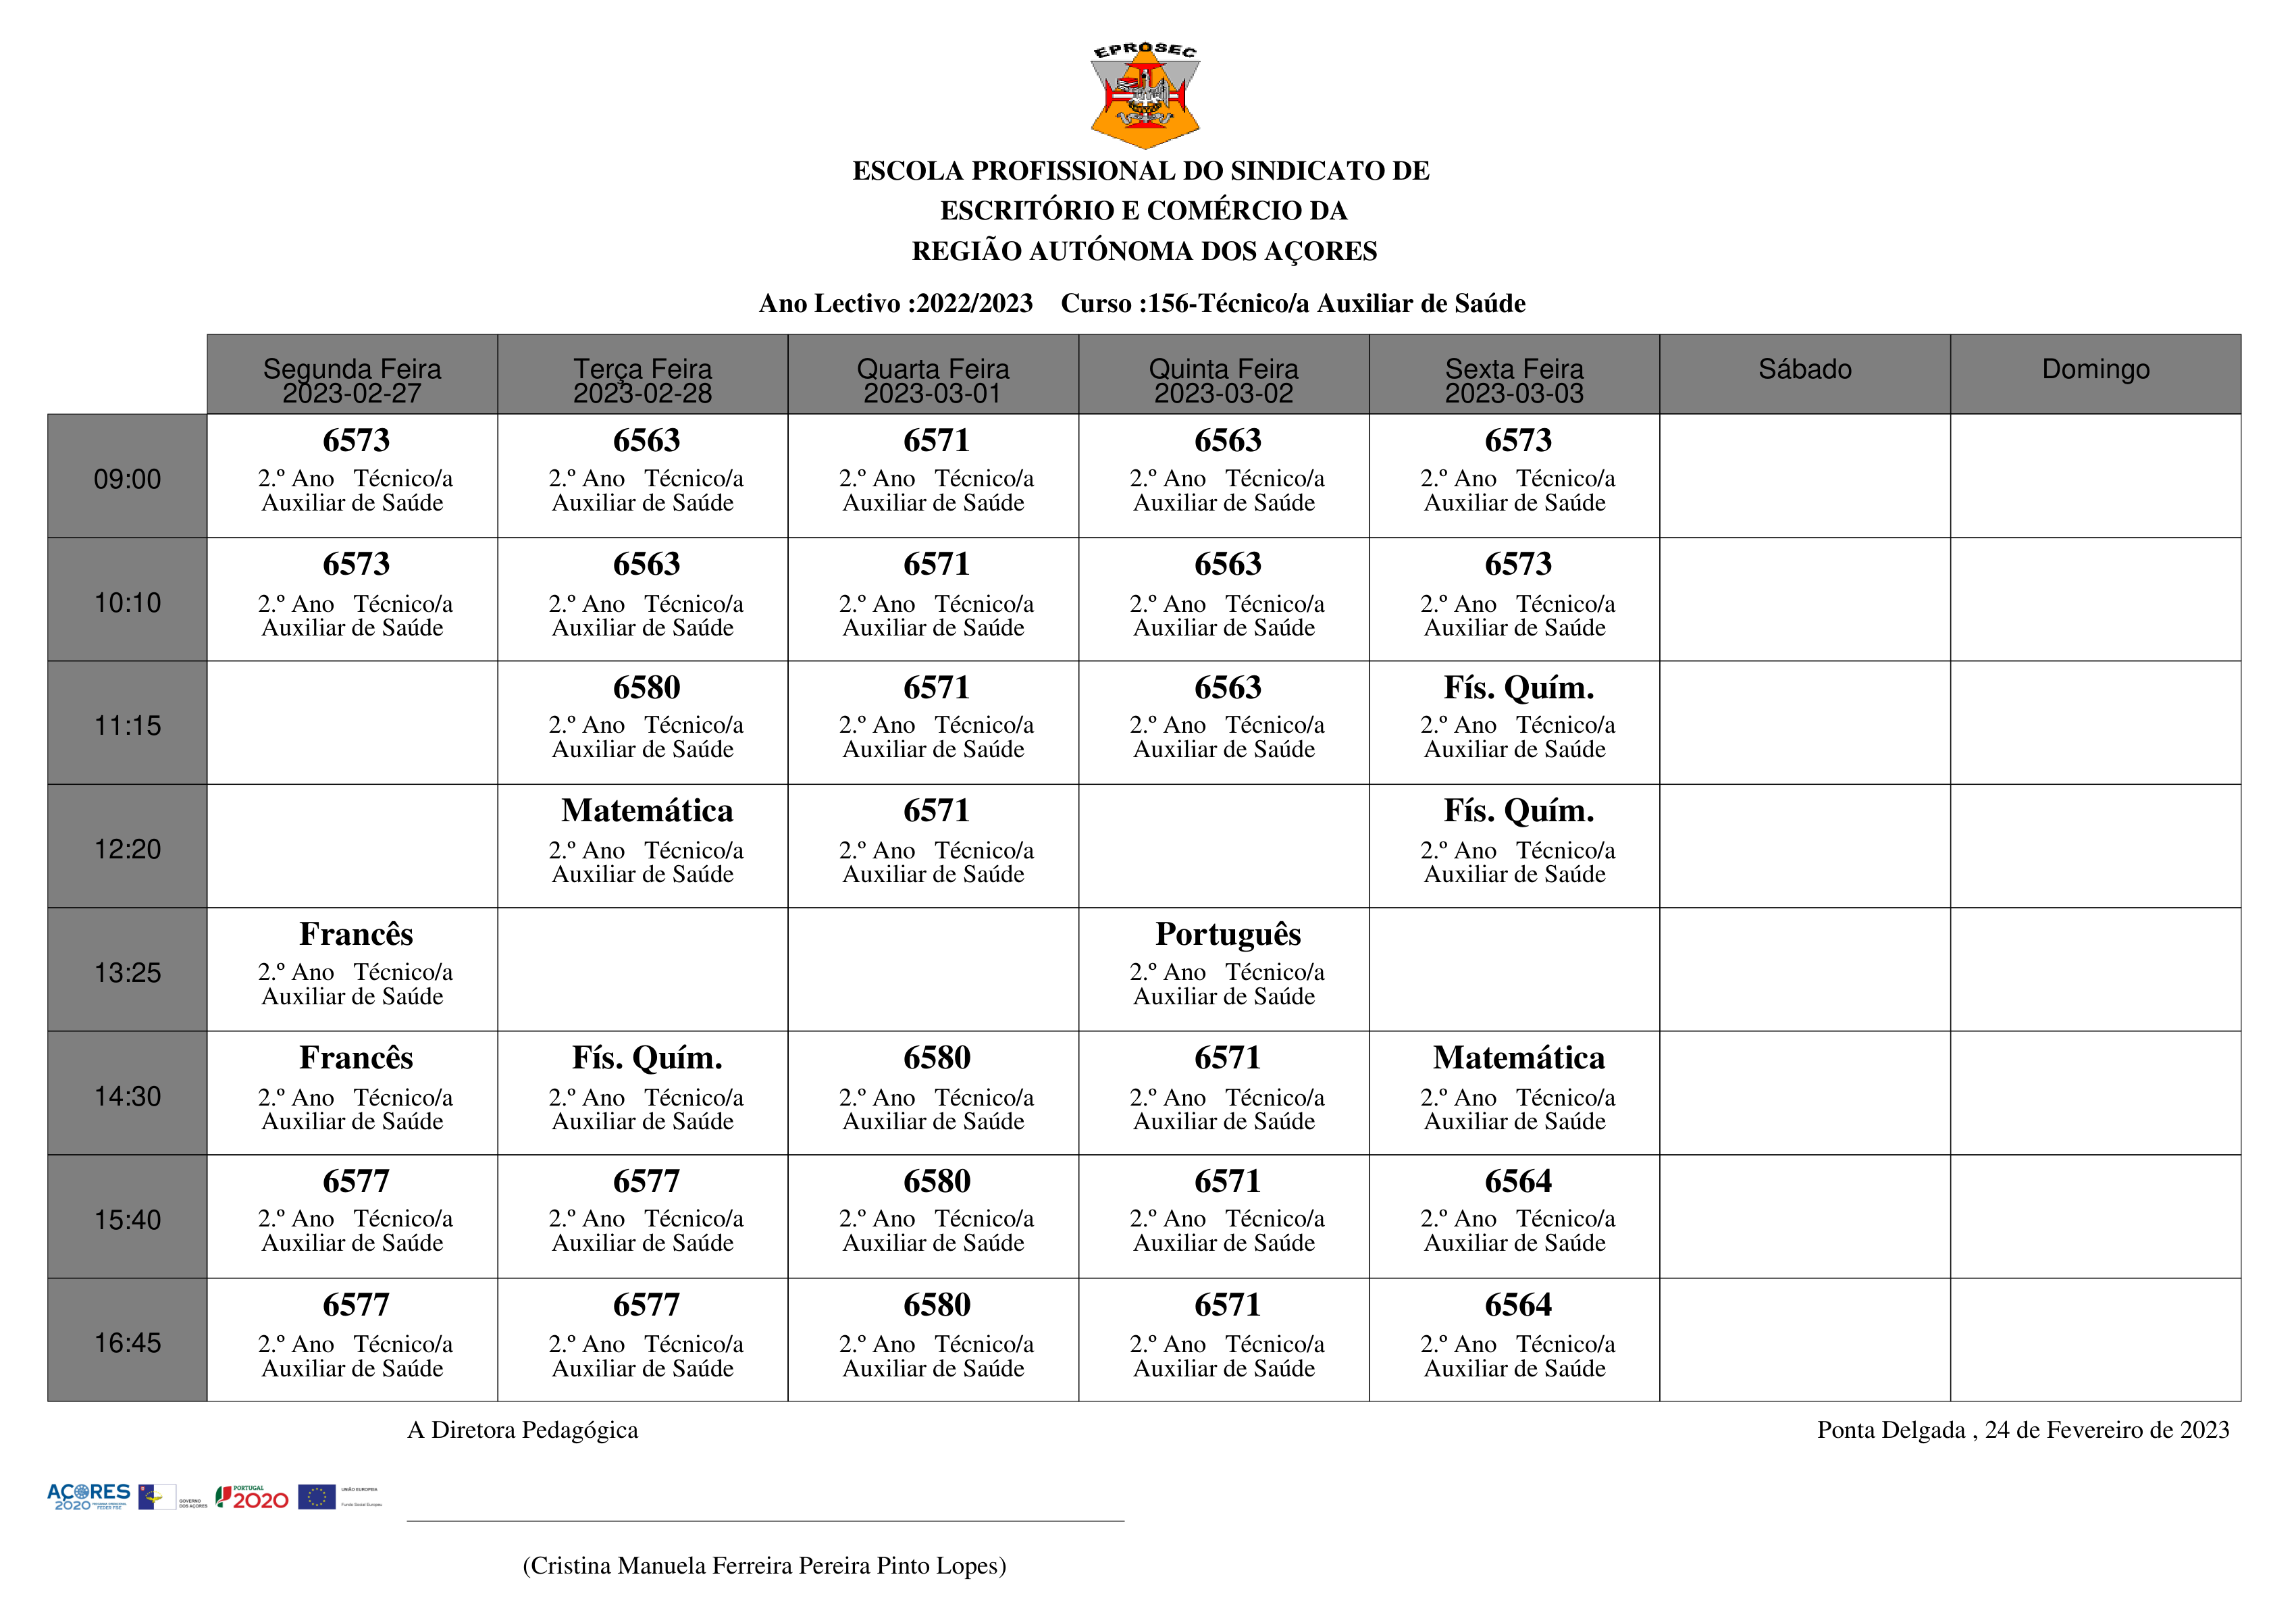 EPROSEC
ESCOLA PROFISSIONAL DO SINDICATO DE
ESCRITÓRIO E COMÉRCIO DA
REGIÃO AUTÓNOMA DOS AÇORES
Ano Lectivo :2022/2023 Curso :156-Técnico/a Auxiliar de Saúde
Segunda Feira Terça Feira Quarta Feira Quinta Feira Sexta Feira Sábado Domingo
2023-02-27 2023-02-28 2023-03-01 2023-03-02 2023-03-03
6573 6563 6571 6563 6573
09:00 2.º Ano Técnico/a 2.º Ano Técnico/a 2.º Ano Técnico/a 2.º Ano Técnico/a 2.º Ano Técnico/a
Auxiliar de Saúde Auxiliar de Saúde Auxiliar de Saúde Auxiliar de Saúde Auxiliar de Saúde
6573 6563 6571 6563 6573
10:10 2.º Ano Técnico/a 2.º Ano Técnico/a 2.º Ano Técnico/a 2.º Ano Técnico/a 2.º Ano Técnico/a
Auxiliar de Saúde Auxiliar de Saúde Auxiliar de Saúde Auxiliar de Saúde Auxiliar de Saúde
6580 6571 6563 Fís. Quím.
11:15 2.º Ano Técnico/a 2.º Ano Técnico/a 2.º Ano Técnico/a 2.º Ano Técnico/a
Auxiliar de Saúde Auxiliar de Saúde Auxiliar de Saúde Auxiliar de Saúde
Matemática 6571 Fís. Quím.
12:20 2.º Ano Técnico/a 2.º Ano Técnico/a 2.º Ano Técnico/a
Auxiliar de Saúde Auxiliar de Saúde Auxiliar de Saúde
Francês Português
13:25 2.º Ano Técnico/a 2.º Ano Técnico/a
Auxiliar de Saúde Auxiliar de Saúde
Francês Fís. Quím. 6580 6571 Matemática
14:30 2.º Ano Técnico/a 2.º Ano Técnico/a 2.º Ano Técnico/a 2.º Ano Técnico/a 2.º Ano Técnico/a
Auxiliar de Saúde Auxiliar de Saúde Auxiliar de Saúde Auxiliar de Saúde Auxiliar de Saúde
6577 6577 6580 6571 6564
15:40 2.º Ano Técnico/a 2.º Ano Técnico/a 2.º Ano Técnico/a 2.º Ano Técnico/a 2.º Ano Técnico/a
Auxiliar de Saúde Auxiliar de Saúde Auxiliar de Saúde Auxiliar de Saúde Auxiliar de Saúde
6577 6577 6580 6571 6564
16:45 2.º Ano Técnico/a 2.º Ano Técnico/a 2.º Ano Técnico/a 2.º Ano Técnico/a 2.º Ano Técnico/a
Auxiliar de Saúde Auxiliar de Saúde Auxiliar de Saúde Auxiliar de Saúde Auxiliar de Saúde
A Diretora Pedagógica Ponta Delgada , 24 de Fevereiro de 2023
AÇORES
2020
GOVERNO
DOS AÇORES
PORTUGAL
2020
UNIÃO EUROPEIA
Fundo Social Europeu
(Cristina Manuela Ferreira Pereira Pinto Lopes)